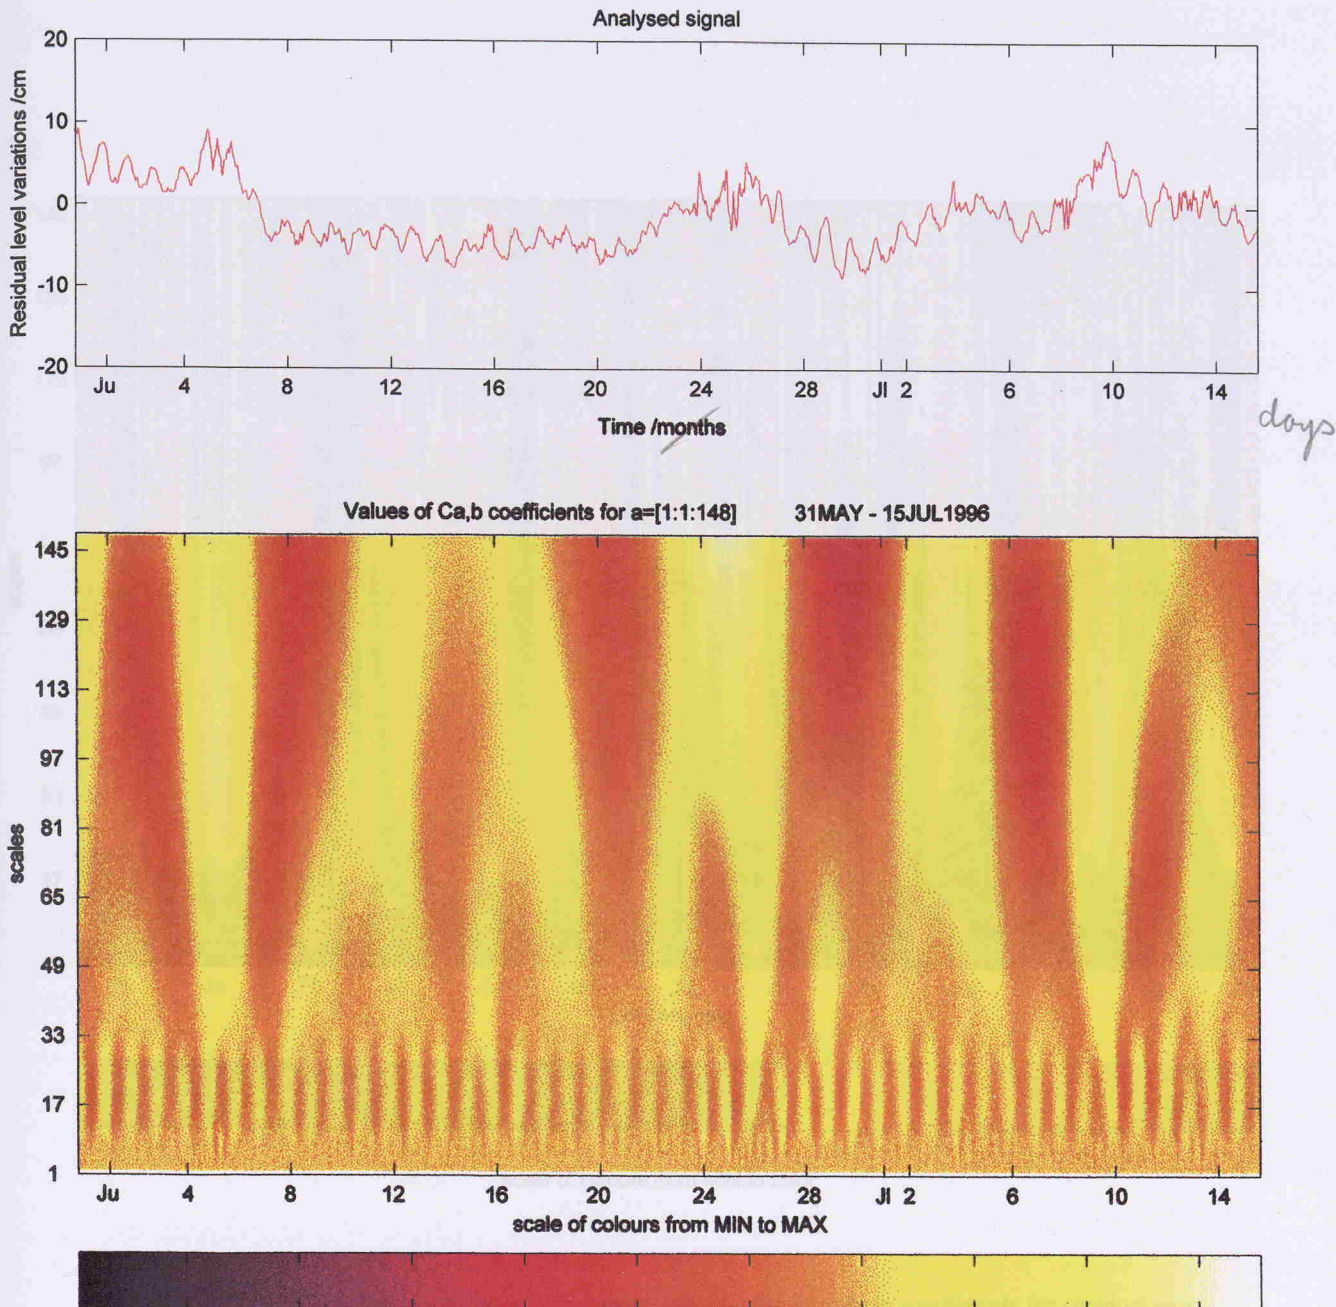 Analysed signal
20
10
0
-10
-20
Residual level variations /cm
Ju 4 8 12 16 20 24 28 Jl 2 6 10 14
Time /months
days
Values of Ca,b coefficients for a=[1:1:148] 31MAY - 15JUL1996
145
129
113
97
81
65
49
33
17
1
scales
Ju 4 8 12 16 20 24 28 Jl 2 6 10 14
scale of colours from MIN to MAX